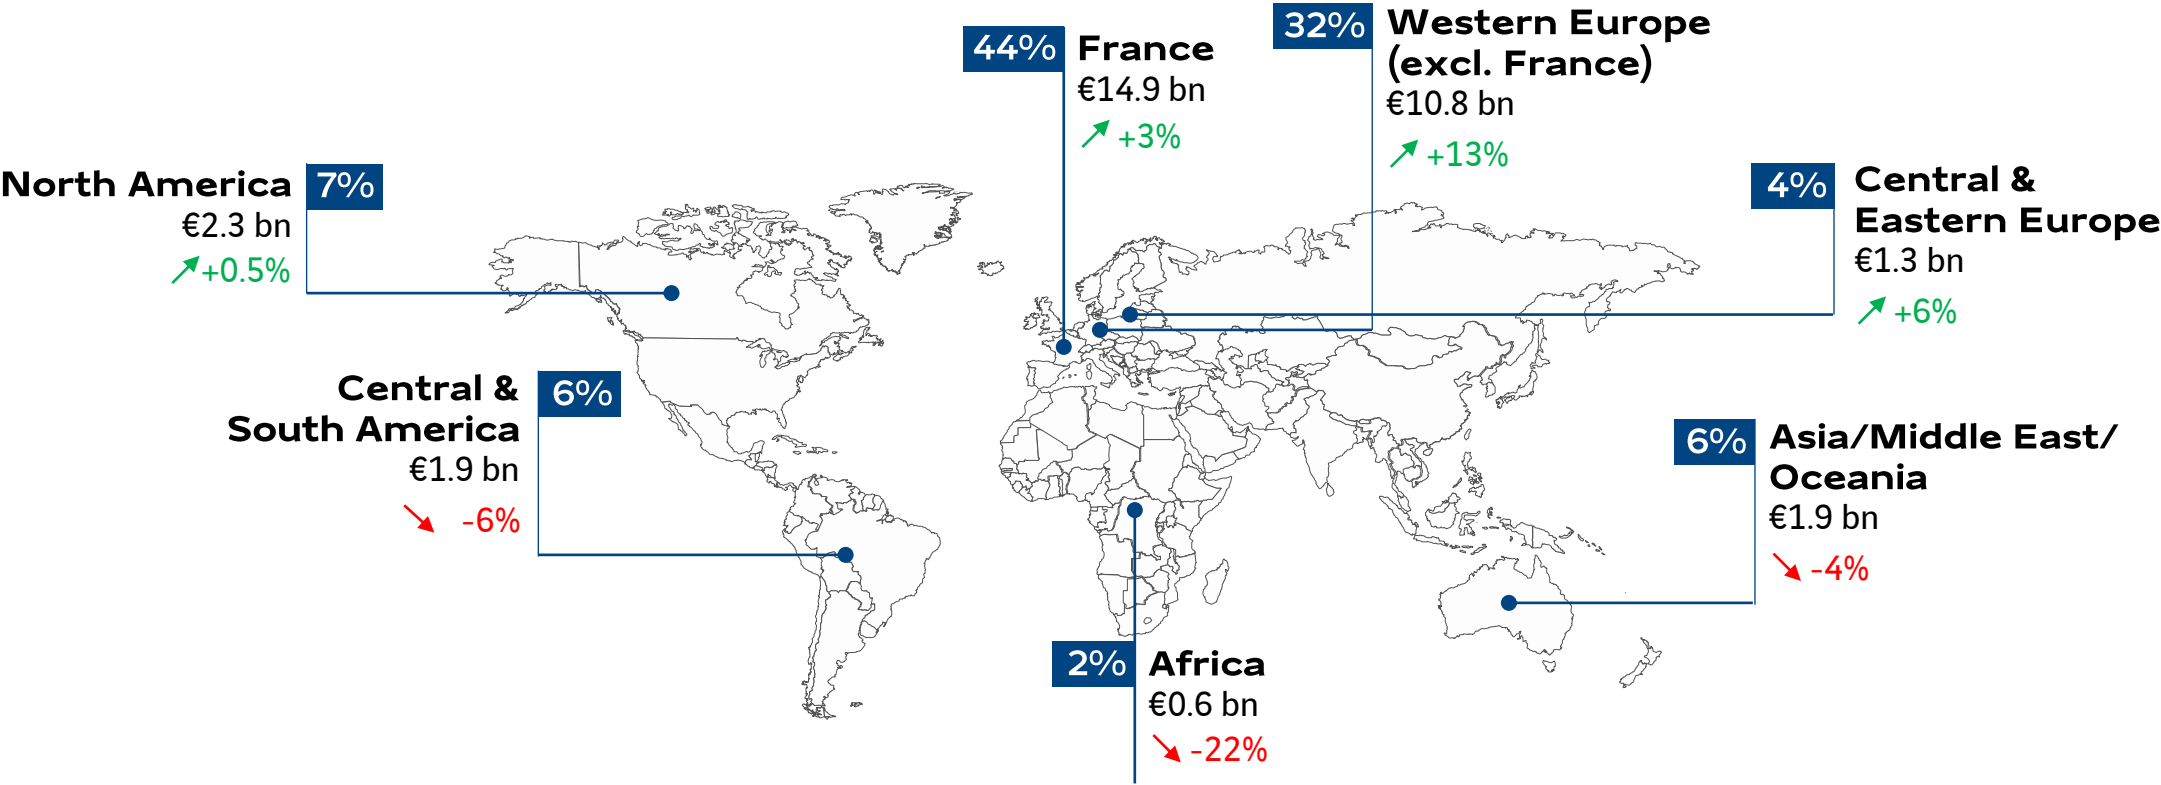 44%
France
€14.9 bn
+3%
32%
Western Europe
(excl. France)
€10.8 bn
+13%
North America
7%
€2.3 bn
+0.5%
4%
Central &
Eastern Europe
€1.3 bn
+6%
Central &
South America
6%
€1.9 bn
-6%
6%
Asia/Middle East/
Oceania
€1.9 bn
-4%
2%
Africa
€0.6 bn
-22%